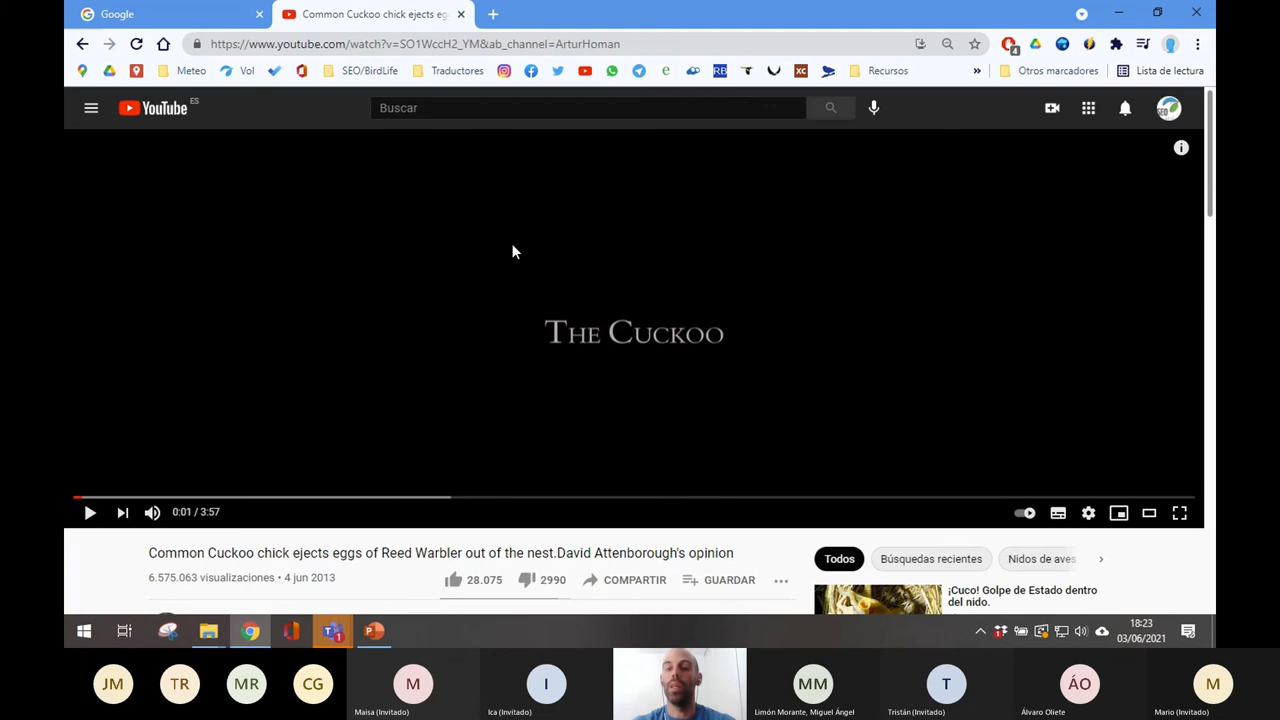 Google
Common Cuckoo chick ejects eg
https://www.youtube.com/watch?v=SO1WccH2_YM&ab_channel=ArturHoman
4
Meteo
Vol
SEO/BirdLife
Traductores
RB
XC
Recursos
»
Otros marcadores
Lista de lectura
YouTube ES
Buscar
THE CUCKOO
0:01 / 3:57
Common Cuckoo chick ejects eggs of Reed Warbler out of the nest.David Attenborough's opinion
6.575.063 visualizaciones • 4 jun 2013
28.075
2990
COMPARTIR
GUARDAR
Todos
Búsquedas recientes
Nidos de aves
¡Cuco! Golpe de Estado dentro
del nido.
1
18:23
03/06/2021
JM
TR
MR
CG
M
Maisa (Invitado)
I
Ica (Invitado)
MM
Limón Morante, Miguel Ángel
T
Tristán (Invitado)
ÁO
Álvaro Oliete
M
Mario (Invitado)